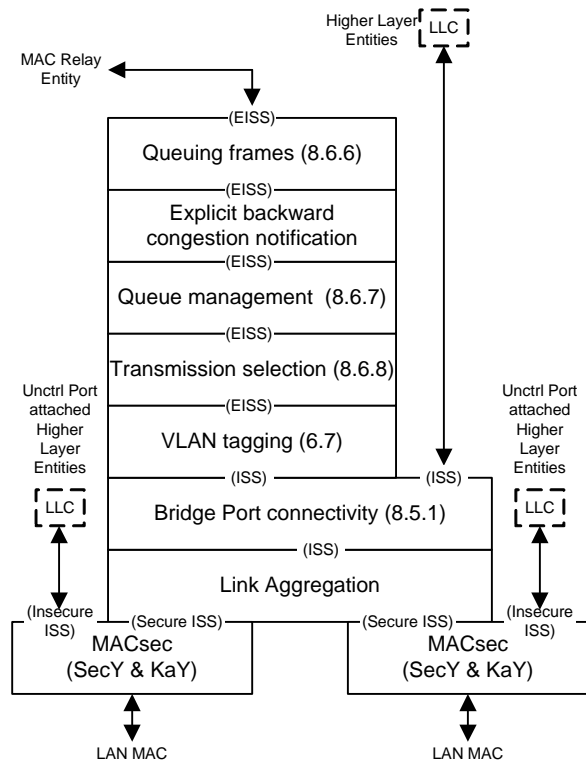 Higher Layer
Entities
LLC
MAC Relay
Entity
(EISS)
Queuing frames (8.6.6)
(EISS)
Explicit backward
congestion notification
(EISS)
Queue management (8.6.7)
(EISS)
Transmission selection (8.6.8)
(EISS)
VLAN tagging (6.7)
Unctrl Port
attached
Higher
Layer
Entities
LLC
Unctrl Port
attached
Higher
Layer
Entities
LLC
(ISS)
(ISS)
Bridge Port connectivity (8.5.1)
(ISS)
Link Aggregation
(Insecure
ISS)
(Secure ISS)
(Secure ISS)
(Insecure
ISS)
MACsec
(SecY & KaY)
MACsec
(SecY & KaY)
LAN MAC
LAN MAC